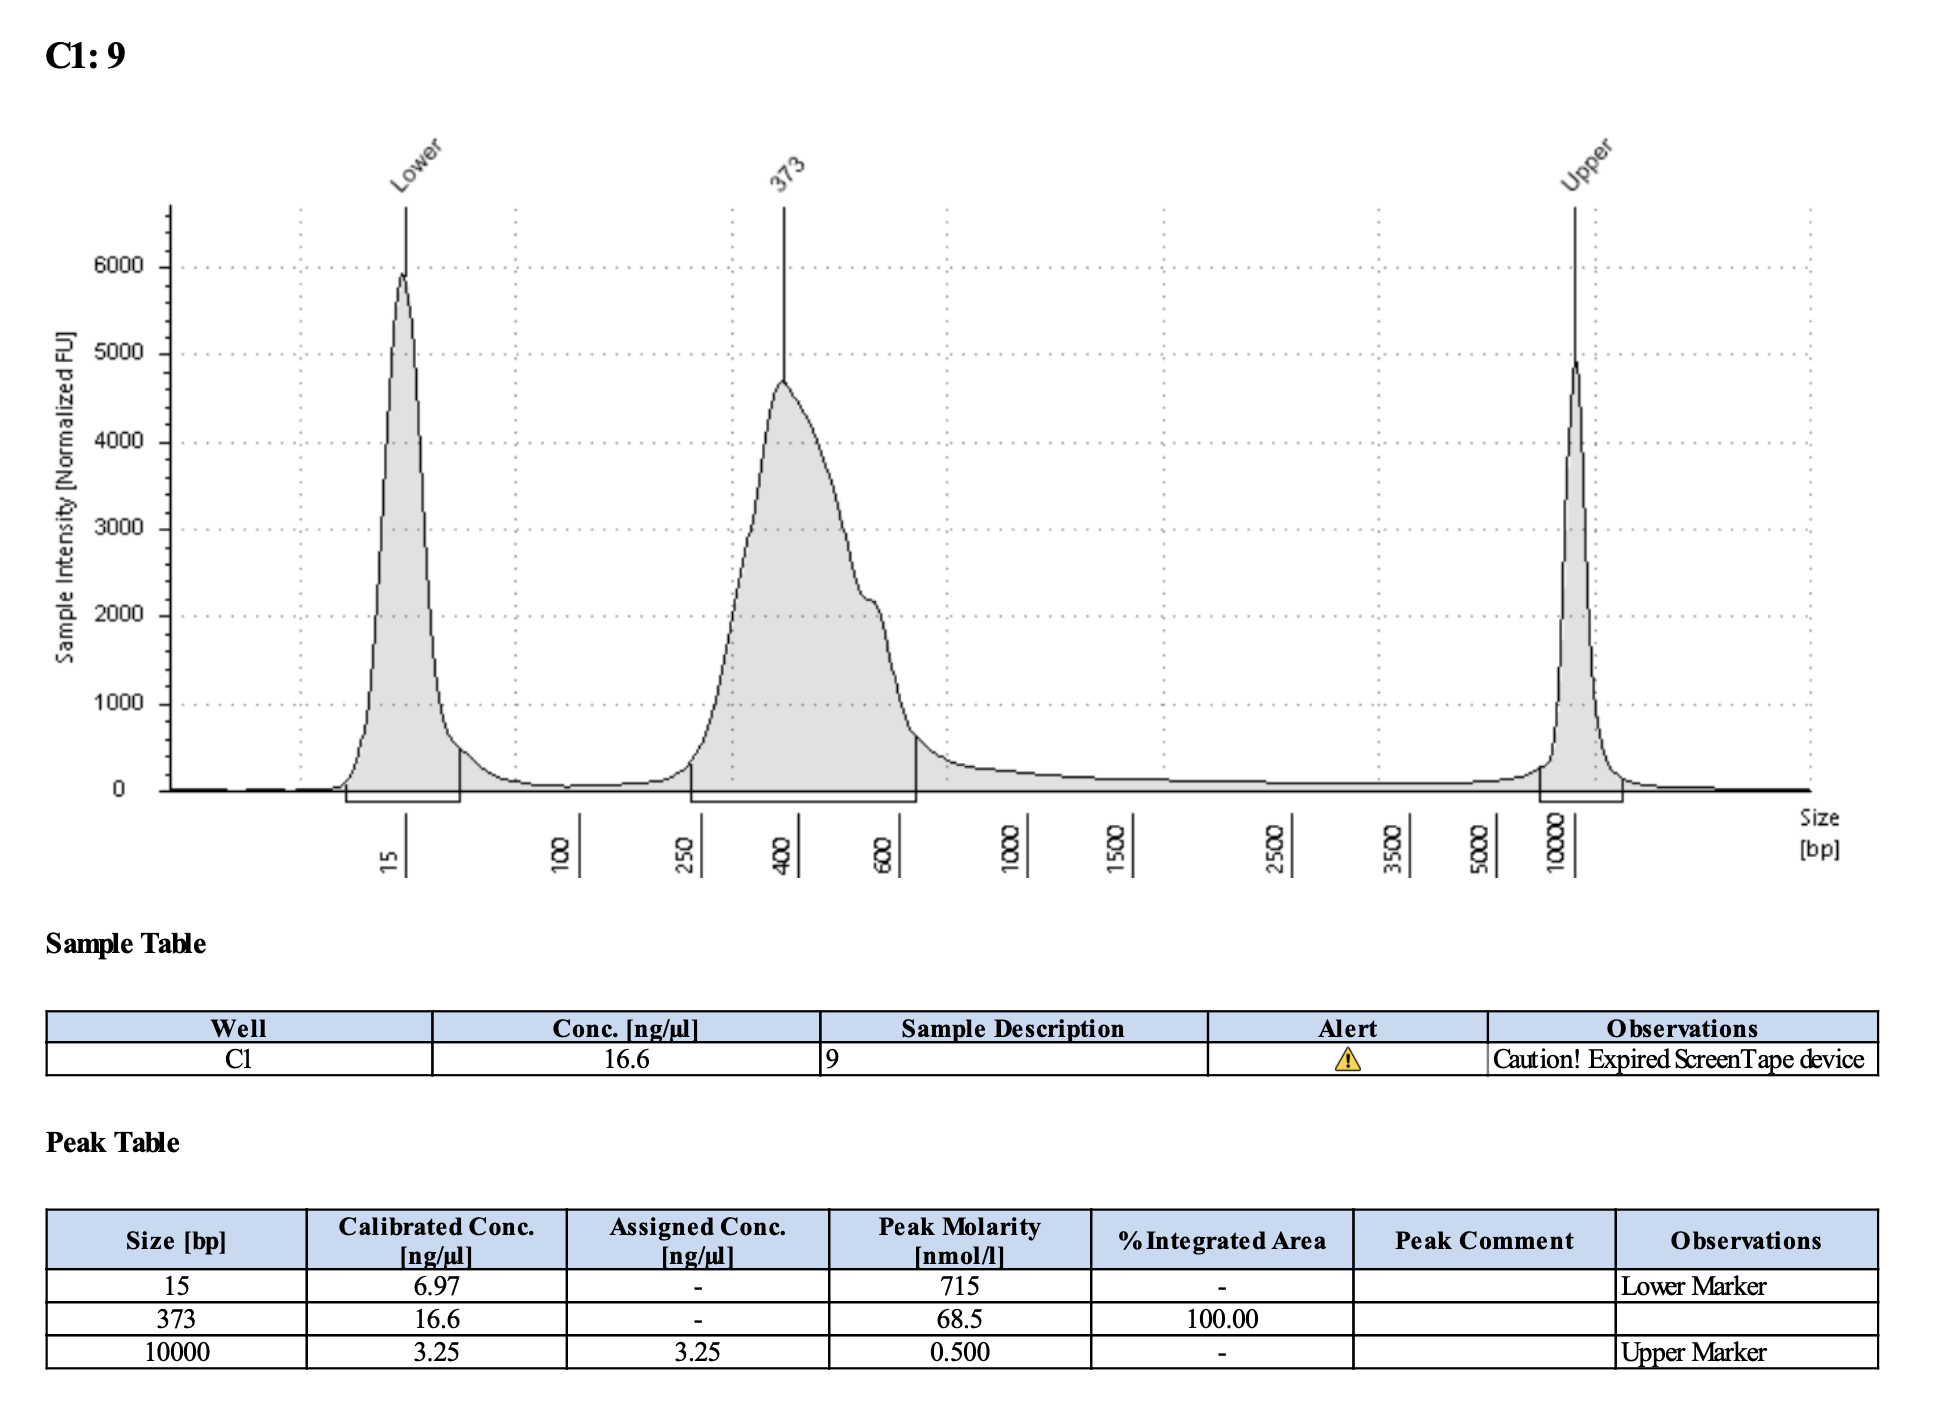 C1: 9
Lower
373
Upper
Sample Intensity [Normalized FU]
6000
5000
4000
3000
2000
1000
0
15
100
250
400
600
1000
1500
2500
3500
5000
10000
Size
[bp]
Sample Table
Well Conc. [ng/µl] Sample Description Alert Observations
C1 16.6 9 Caution! Expired ScreenTape device
Peak Table
Size [bp] Calibrated Conc. [ng/µl] Assigned Conc. [ng/µl] Peak Molarity [nmol/l] % Integrated Area Peak Comment Observations
15 6.97 - 715 - Lower Marker
373 16.6 - 68.5 100.00
10000 3.25 3.25 0.500 - Upper Marker